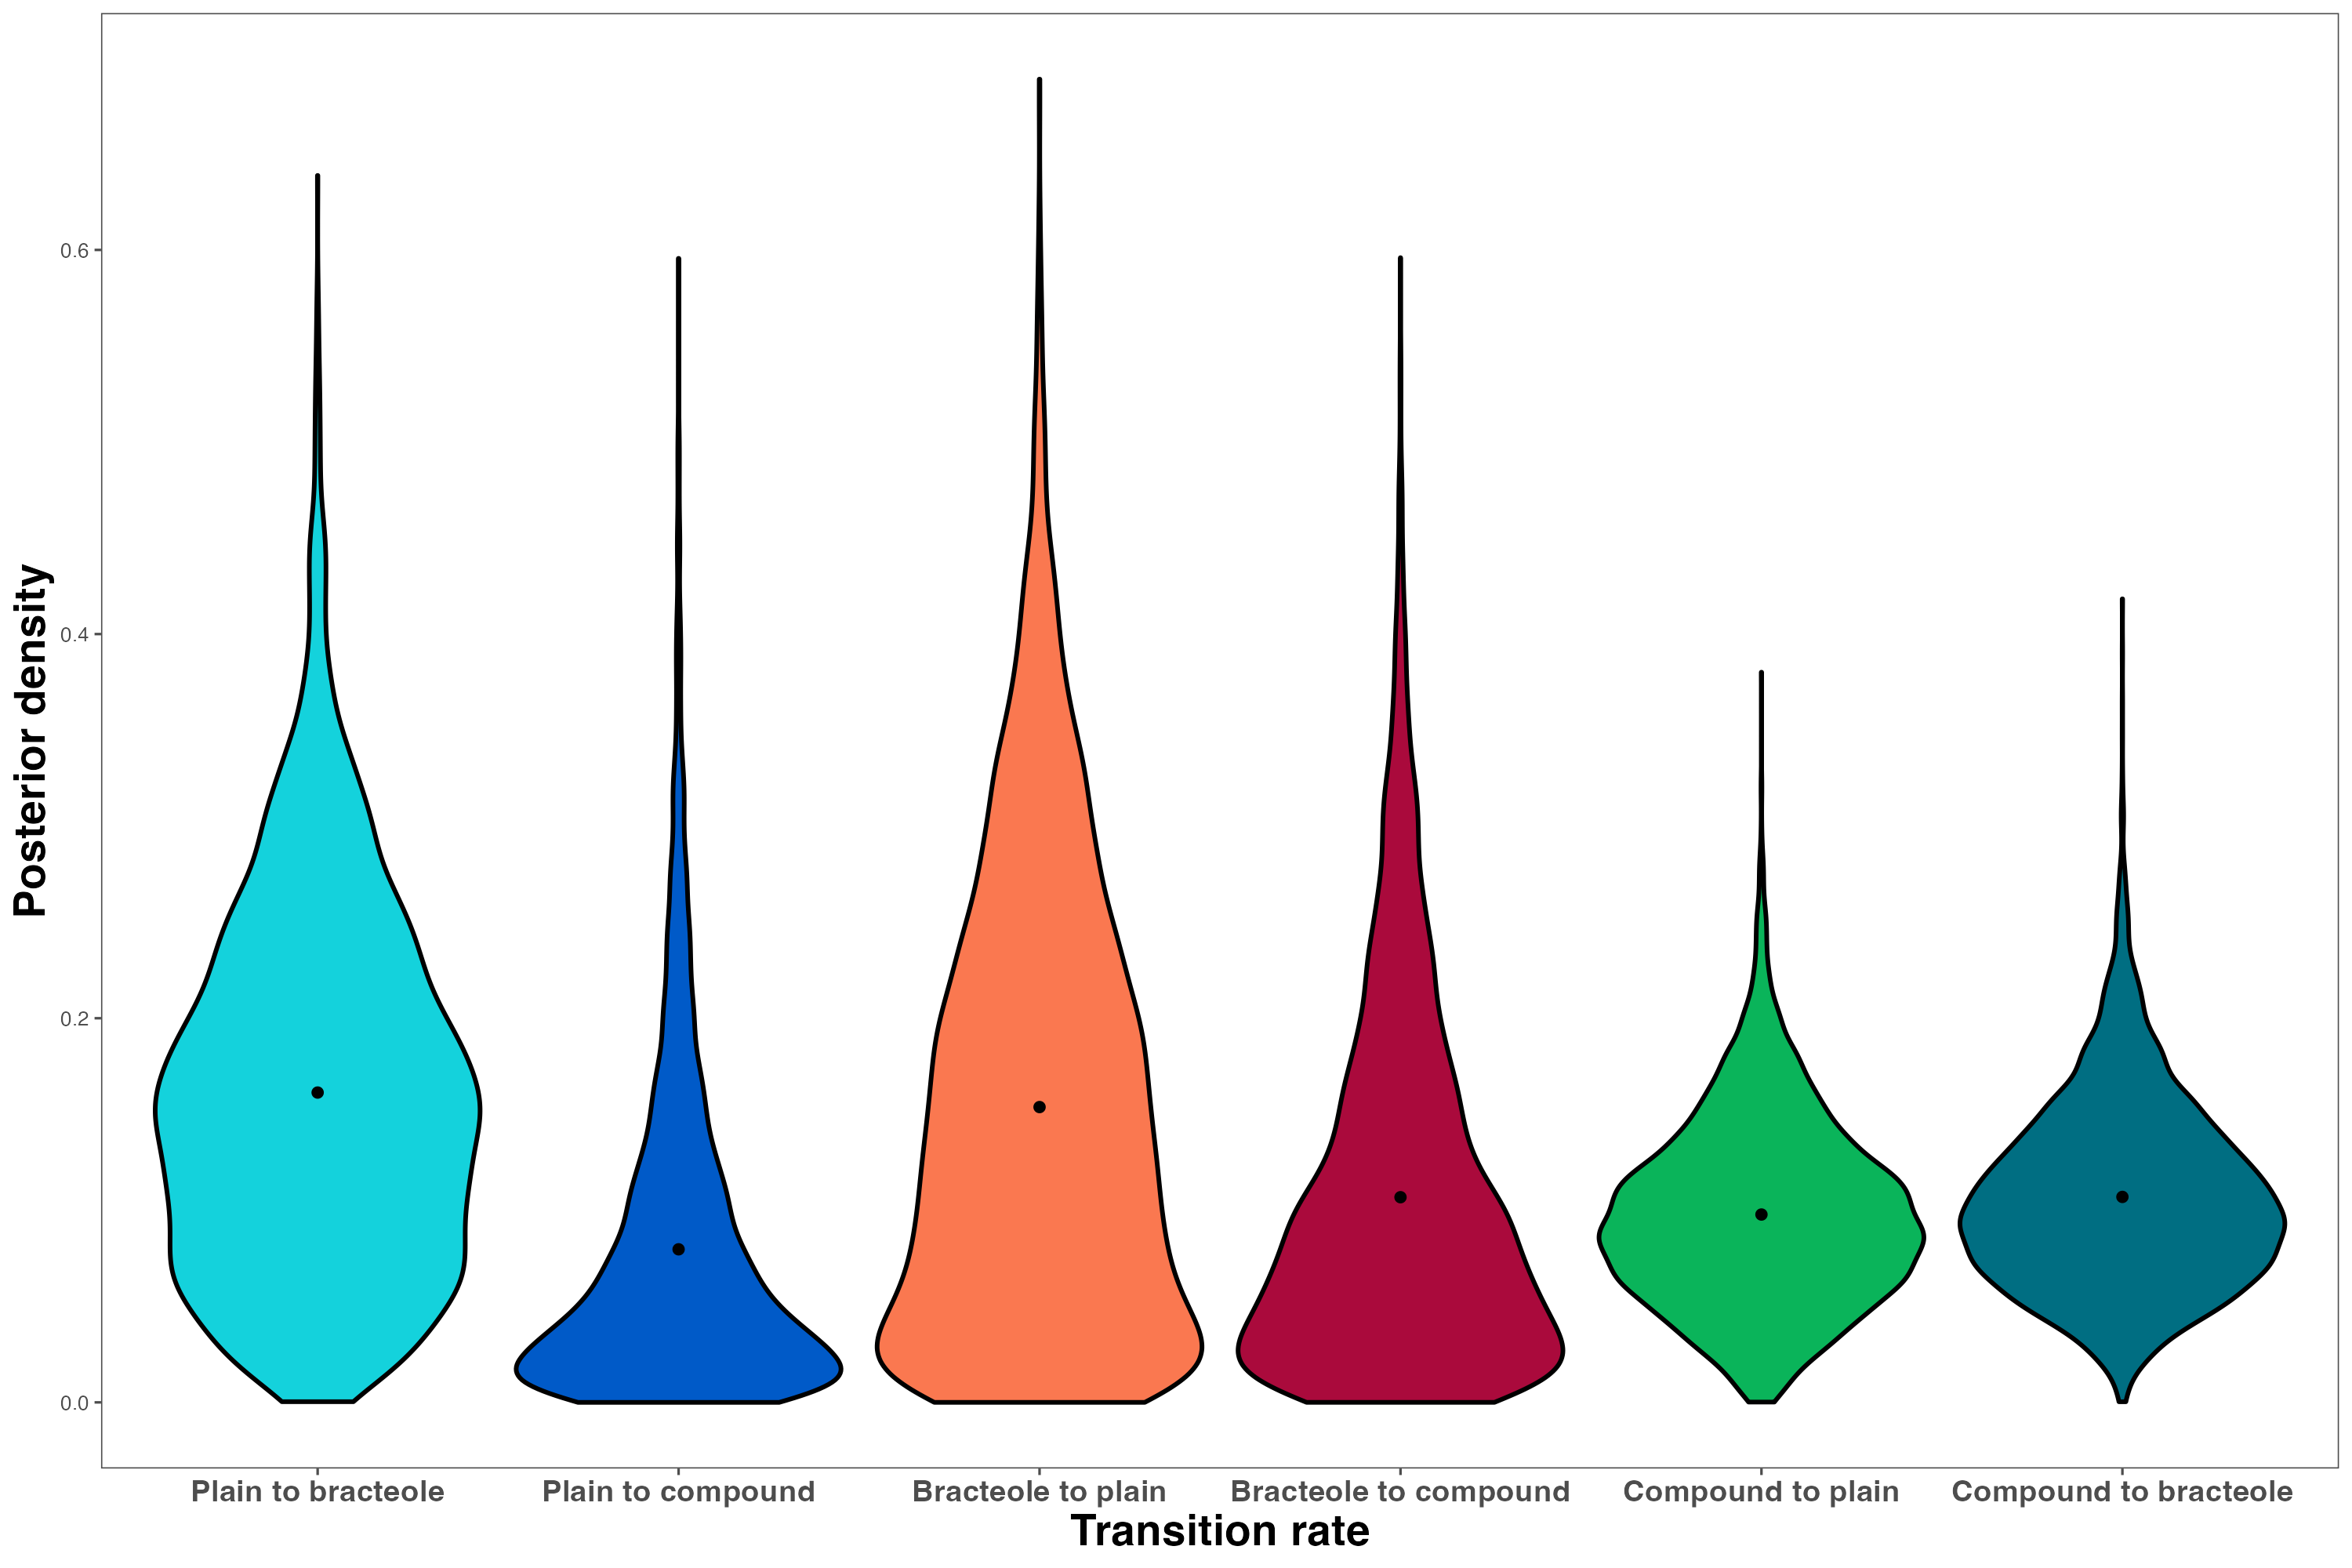 Posterior density
0.6
0.4
0.2
0.0
Plain to bracteole Plain to compound Bracteole to plain Bracteole to compound Compound to plain Compound to bracteole
Transition rate